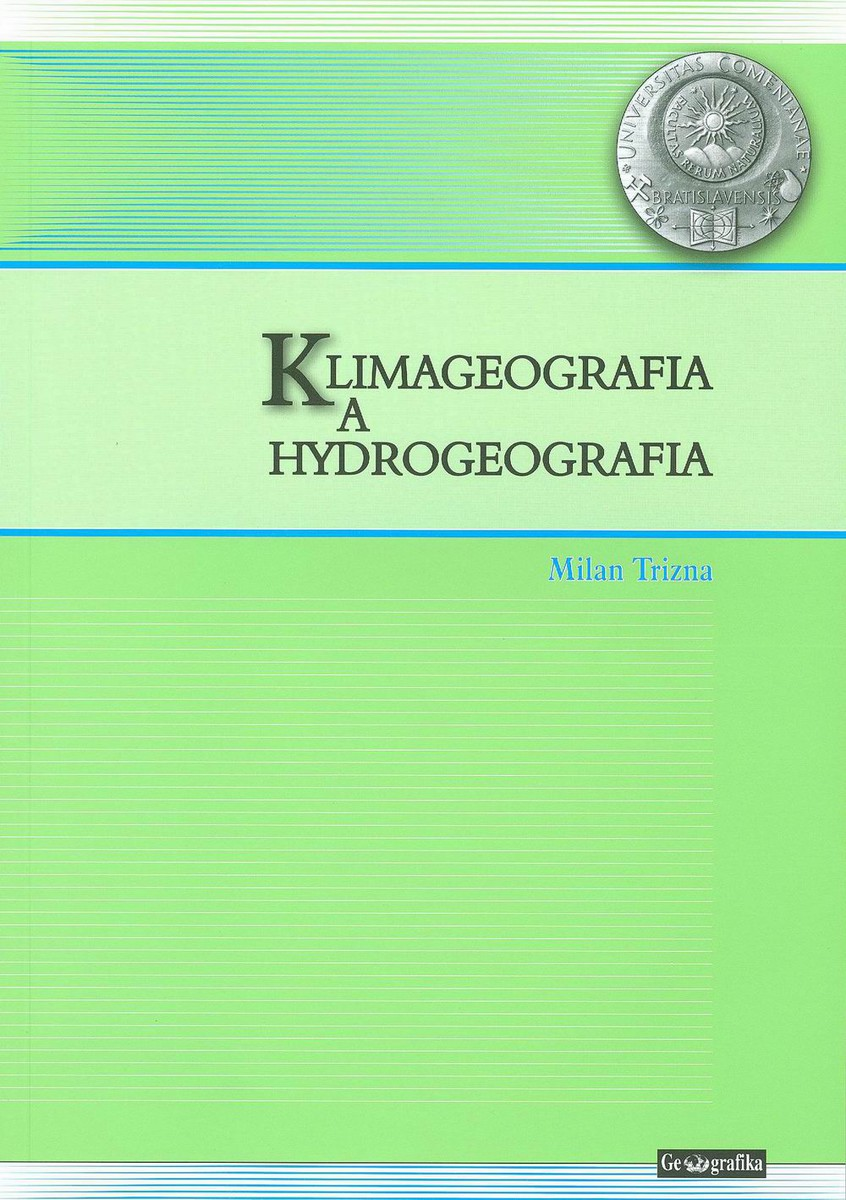 UNIVERSITAS COMENIANAE
FACULTAS RERUM NATURALIUM
BRATISLAVENSIS
KLIMAGEOGRAFIA
A
HYDROGEOGRAFIA
Milan Trizna
Geografika